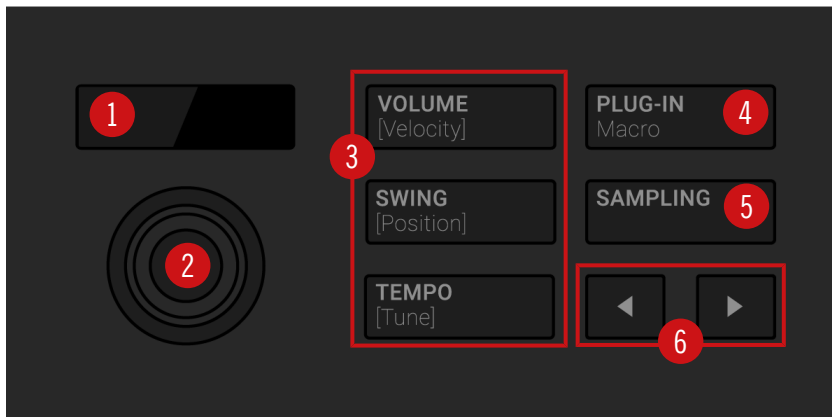 1
2
3
VOLUME
[Velocity]
SWING
[Position]
TEMPO
[Tune]
PLUG-IN
Macro
4
SAMPLING
5
6